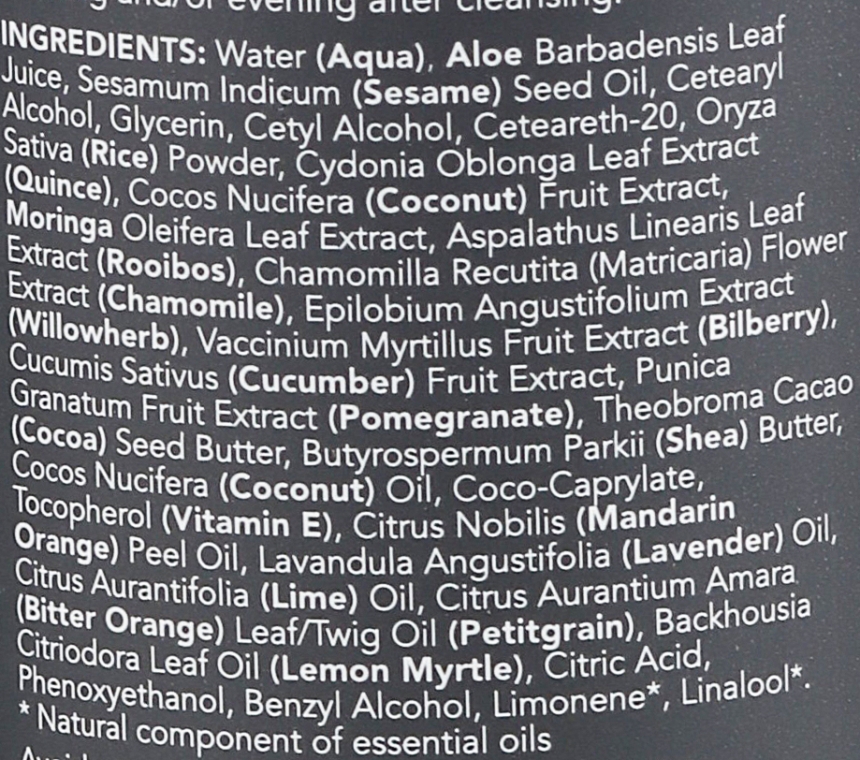 and/or evening after cleansing.
INGREDIENTS: Water (Aqua), Aloe Barbadensis Leaf
Juice, Sesamum Indicum (Sesame) Seed Oil, Cetearyl
Alcohol, Glycerin, Cetyl Alcohol, Ceteareth-20, Oryza
Sativa (Rice) Powder, Cydonia Oblonga Leaf Extract
(Quince), Cocos Nucifera (Coconut) Fruit Extract,
Moringa Oleifera Leaf Extract, Aspalathus Linearis Leaf
Extract (Rooibos), Chamomilla Recutita (Matricaria) Flower
Extract (Chamomile), Epilobium Angustifolium Extract
(Willowherb), Vaccinium Myrtillus Fruit Extract (Bilberry),
Cucumis Sativus (Cucumber) Fruit Extract, Punica
Granatum Fruit Extract (Pomegranate), Theobroma Cacao
(Cocoa) Seed Butter, Butyrospermum Parkii (Shea) Butter,
Cocos Nucifera (Coconut) Oil, Coco-Caprylate,
Tocopherol (Vitamin E), Citrus Nobilis (Mandarin
Orange) Peel Oil, Lavandula Angustifolia (Lavender) Oil,
Citrus Aurantifolia (Lime) Oil, Citrus Aurantium Amara
(Bitter Orange) Leaf/Twig Oil (Petitgrain), Backhousia
Citriodora Leaf Oil (Lemon Myrtle), Citric Acid,
Phenoxyethanol, Benzyl Alcohol, Limonene*, Linalool*.
* Natural component of essential oils